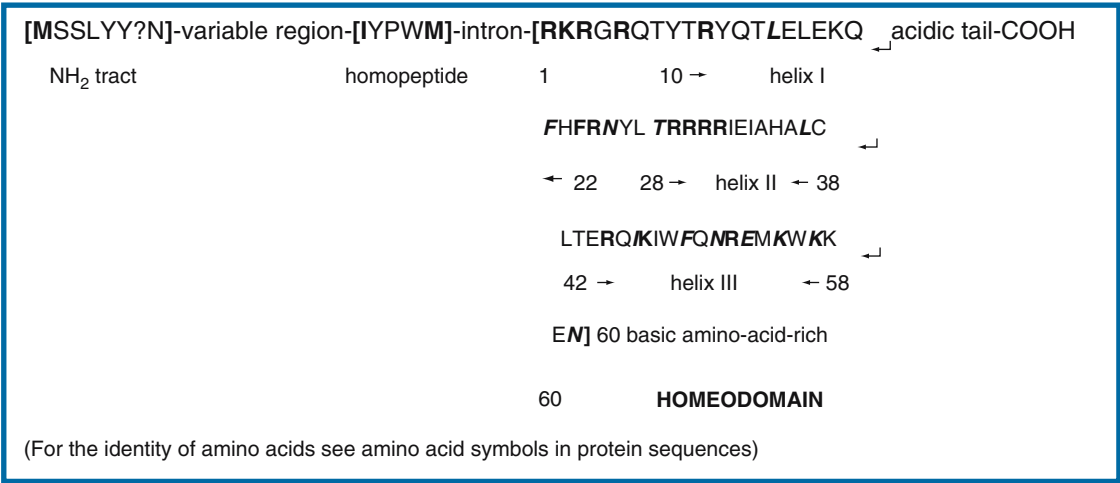 [MSSLYY?N]-variable region-[IYPWM]-intron-[RKRGRQTYTRYQTLELEKQ ↵acidic tail-COOH
NH2 tract homopeptide 1 10 → helix I
FHFRNYL TRRRRIEIAHALC ↵
← 22 28 → helix II ← 38
LTERQIKIWFQNREMKWKK ↵
42 → helix III ← 58
EN] 60 basic amino-acid-rich
60 HOMEODOMAIN
(For the identity of amino acids see amino acid symbols in protein sequences)